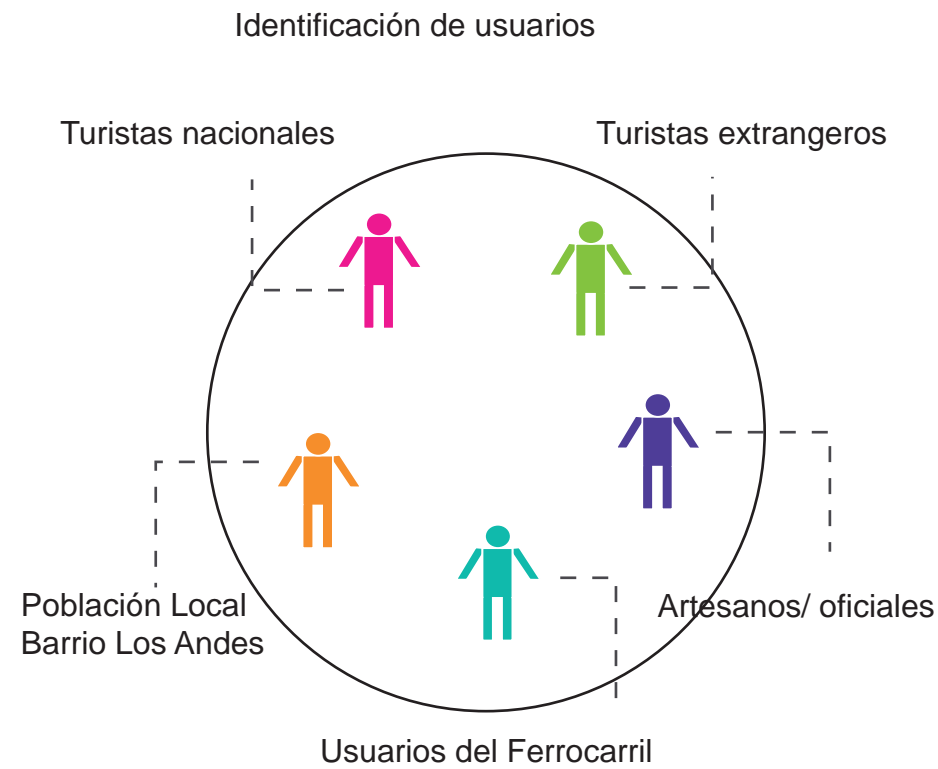 Identificación de usuarios
Turistas nacionales
Turistas extrangeros
Población Local
Barrio Los Andes
Artesanos/ oficiales
Usuarios del Ferrocarril